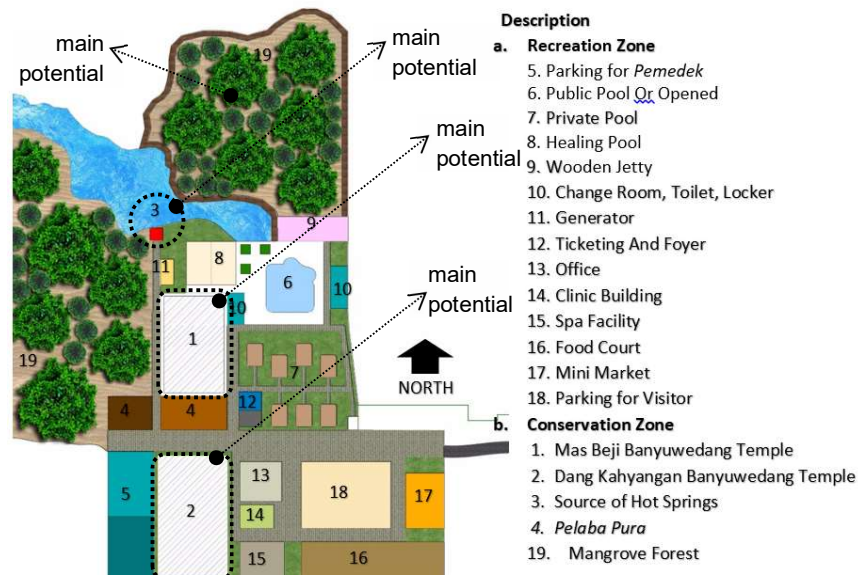 main
potential
19
main
potential
main
potential
3
9
11
8
6
10
10
1
main
potential
19
7
NORTH
12
4
4
5
2
13
14
15
18
17
16
Description
a. Recreation Zone
5. Parking for Pemedek
6. Public Pool Or Opened
7. Private Pool
8. Healing Pool
9. Wooden Jetty
10. Change Room, Toilet, Locker
11. Generator
12. Ticketing And Foyer
13. Office
14. Clinic Building
15. Spa Facility
16. Food Court
17. Mini Market
18. Parking for Visitor
b. Conservation Zone
1. Mas Beji Banyuwedang Temple
2. Dang Kahyangan Banyuwedang Temple
3. Source of Hot Springs
4. Pelaba Pura
19. Mangrove Forest